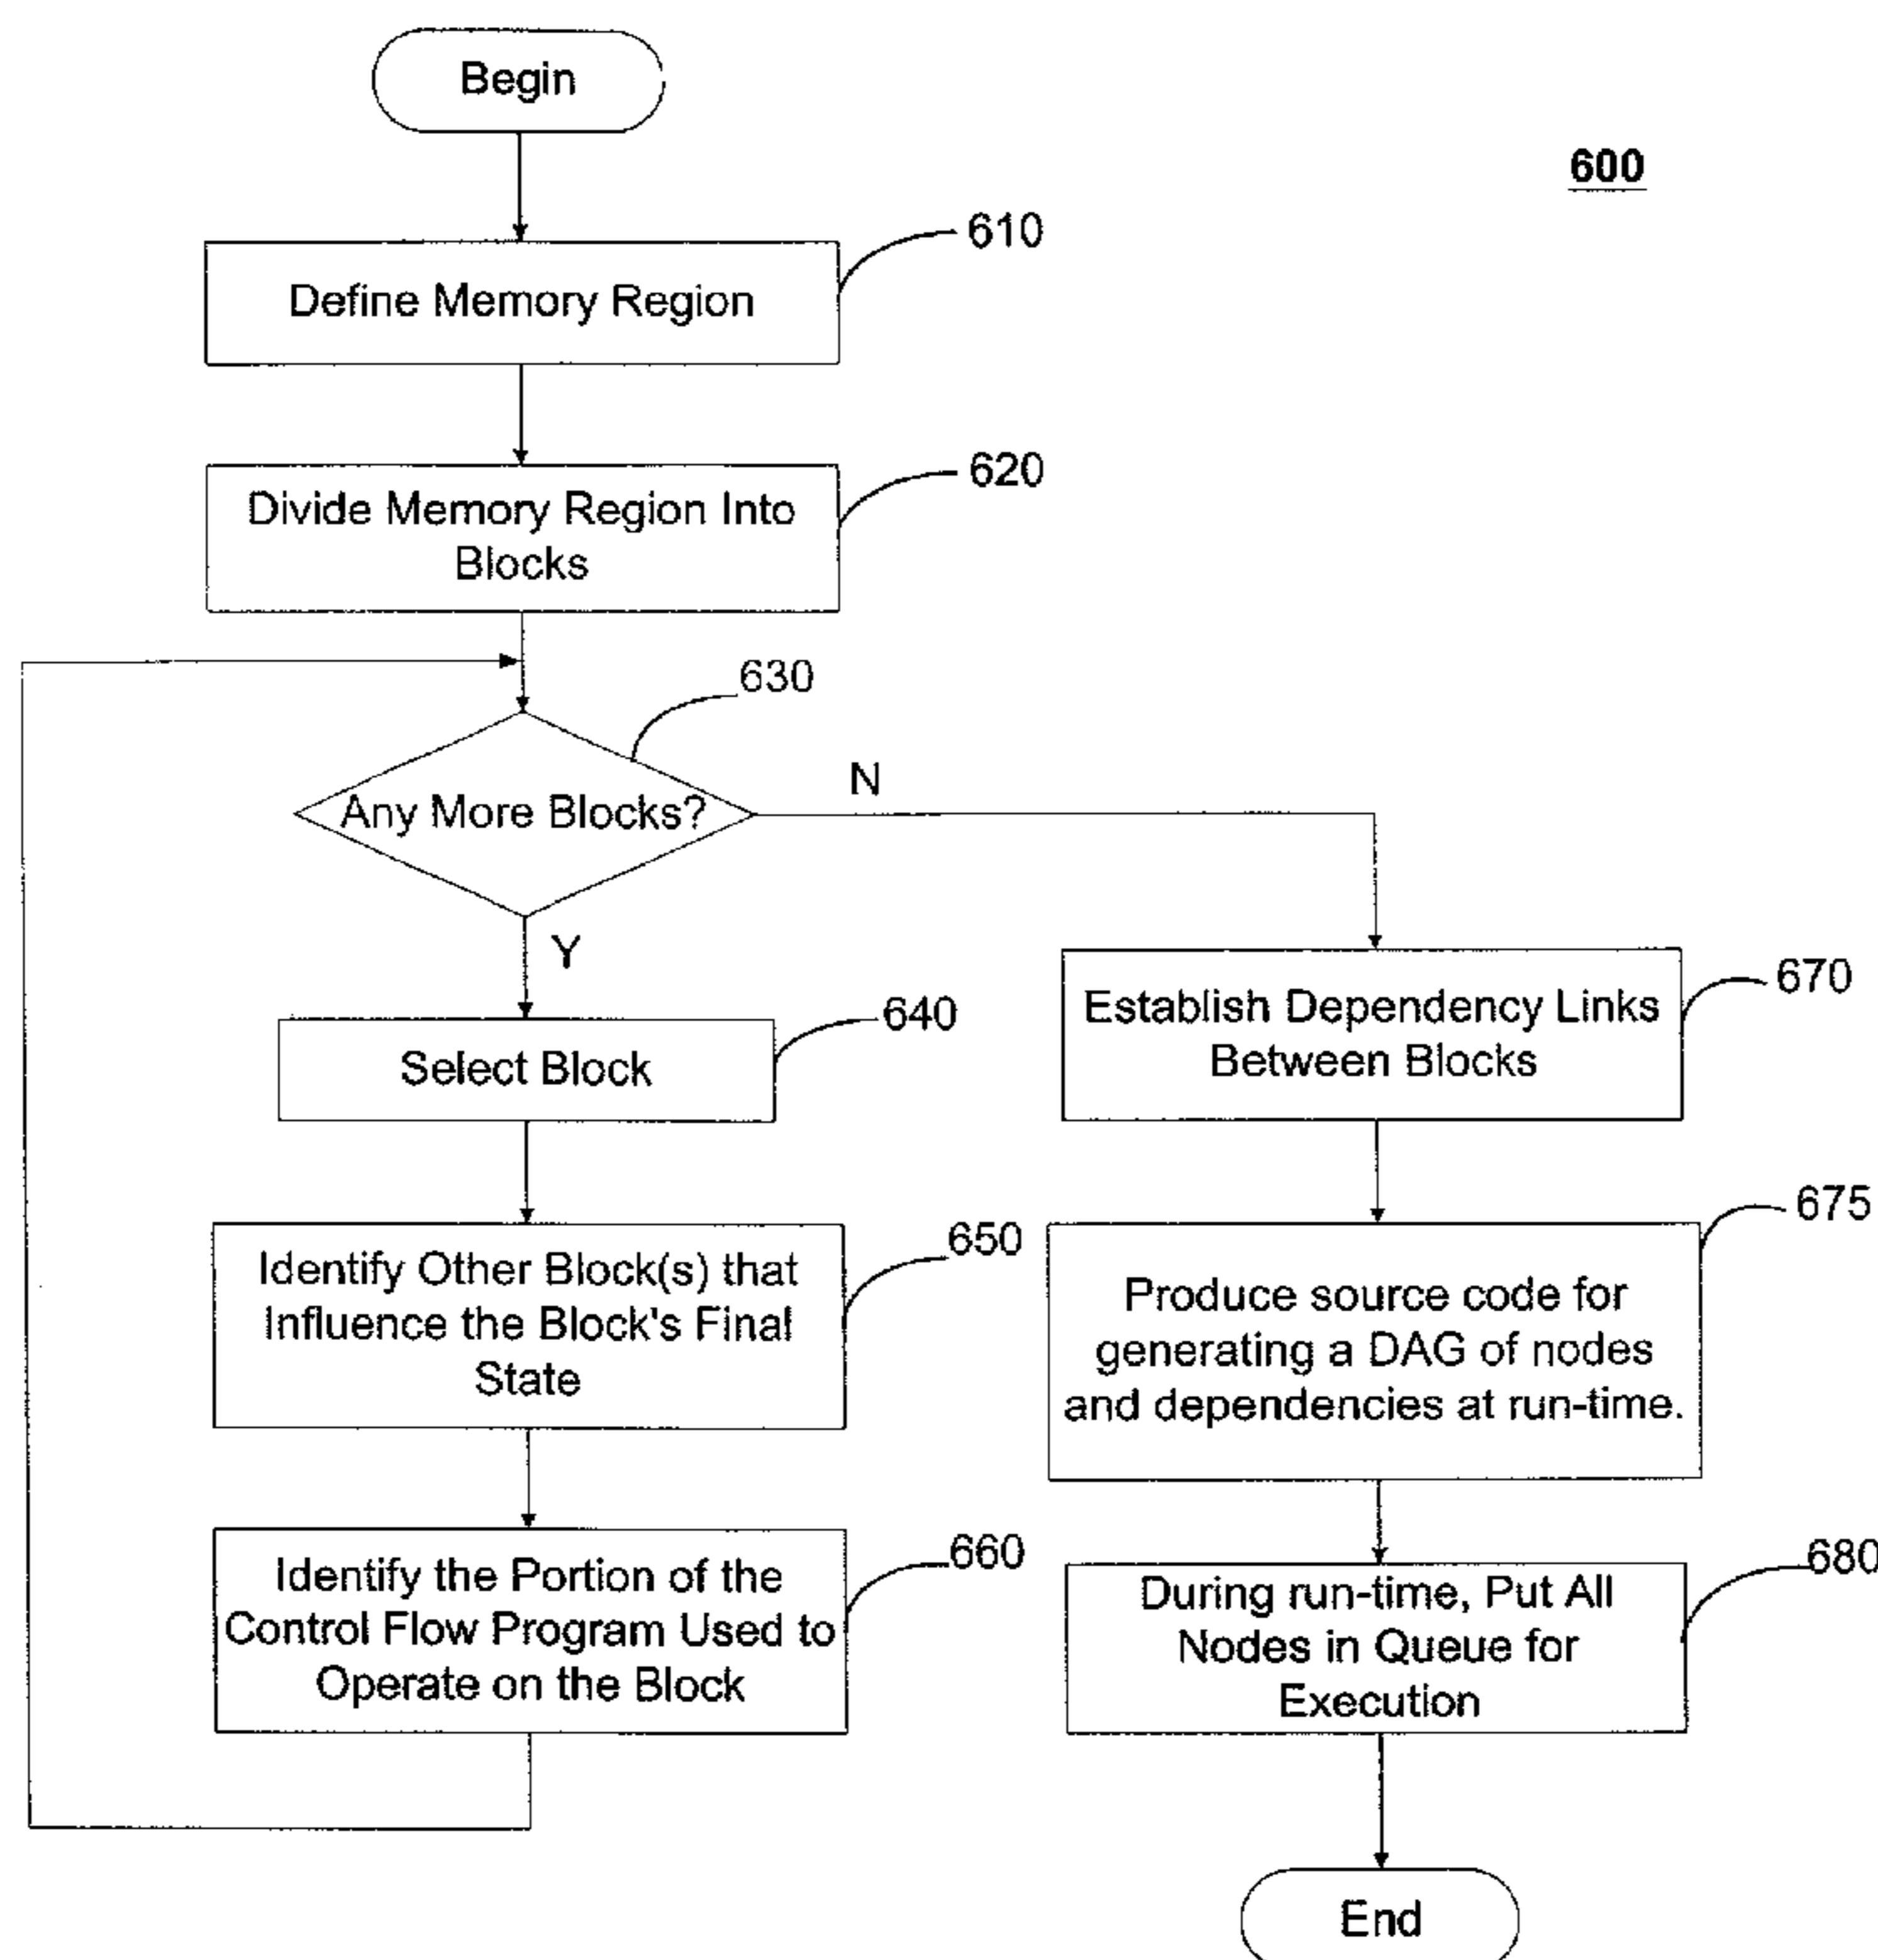 Begin
600
610
Define Memory Region
620
Divide Memory Region Into
Blocks
630
Any More Blocks?
N
Y
640
Select Block
650
Identify Other Block(s) that
Influence the Block's Final
State
660
Identify the Portion of the
Control Flow Program Used to
Operate on the Block
670
Establish Dependency Links
Between Blocks
675
Produce source code for
generating a DAG of nodes
and dependencies at run-time.
680
During run-time, Put All
Nodes in Queue for
Execution
End